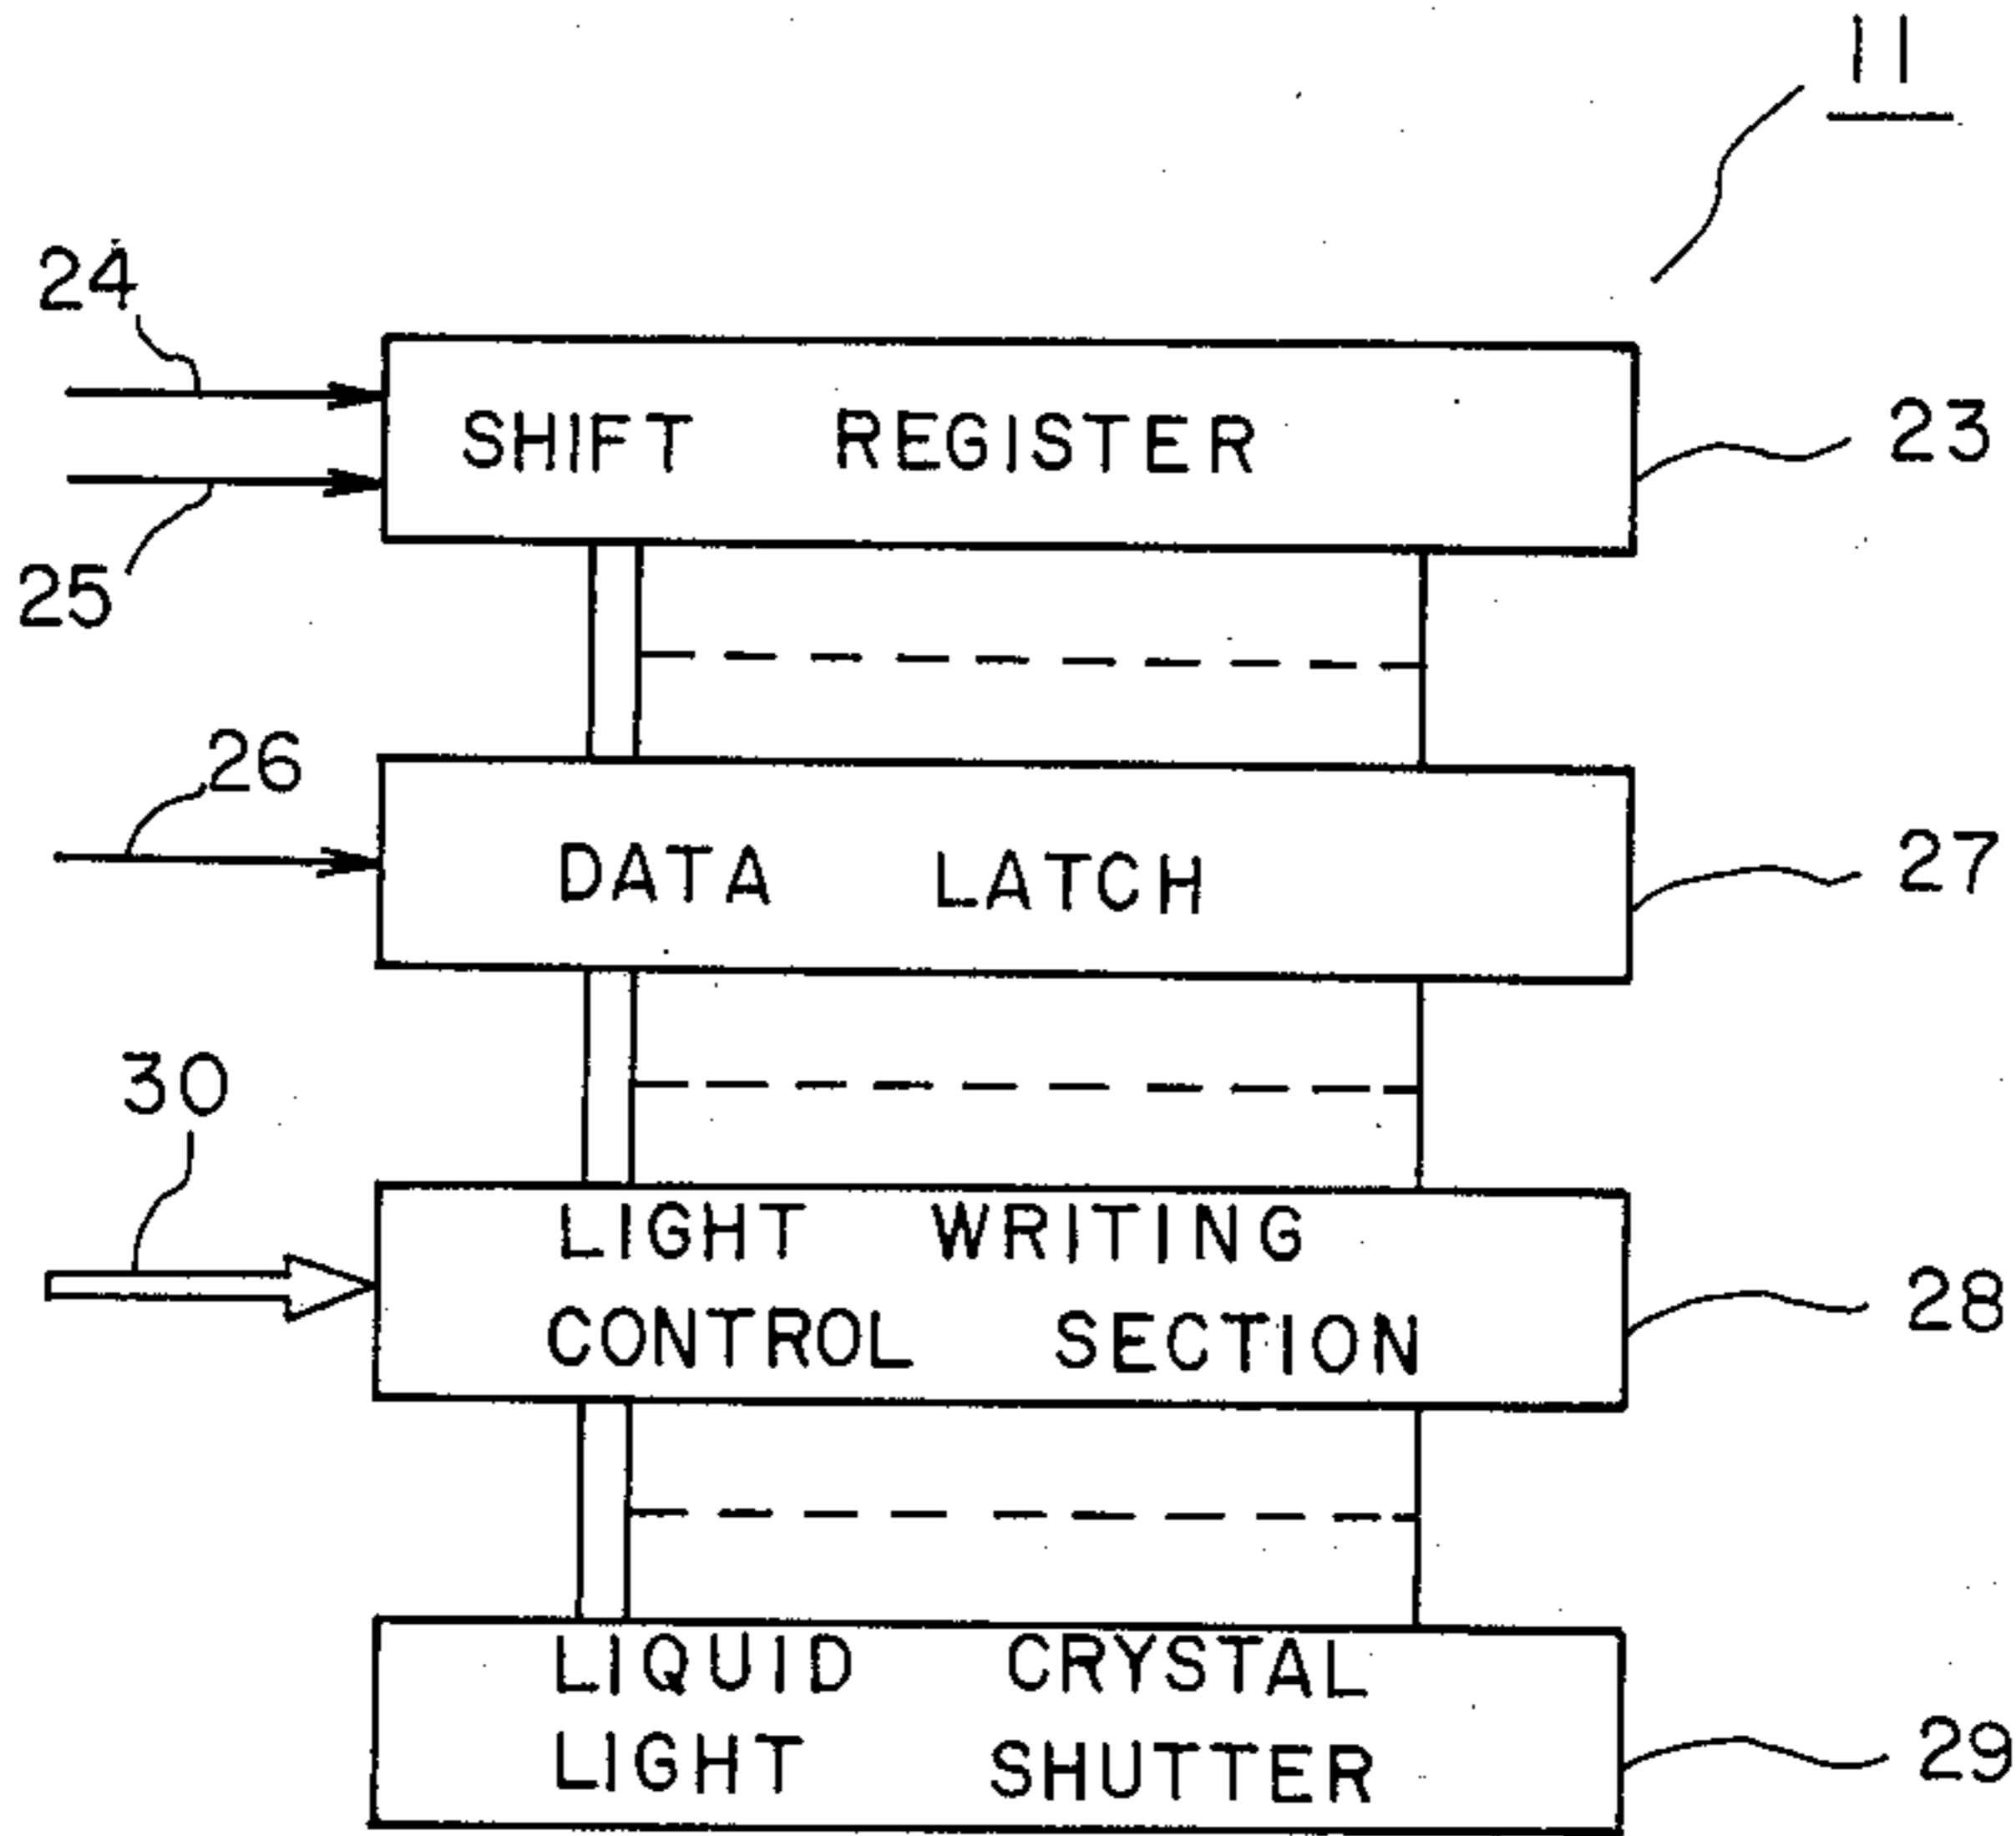 11
24
SHIFT REGISTER
23
25
26
DATA LATCH
27
30
LIGHT WRITING
CONTROL SECTION
28
LIQUID CRYSTAL
LIGHT SHUTTER
29